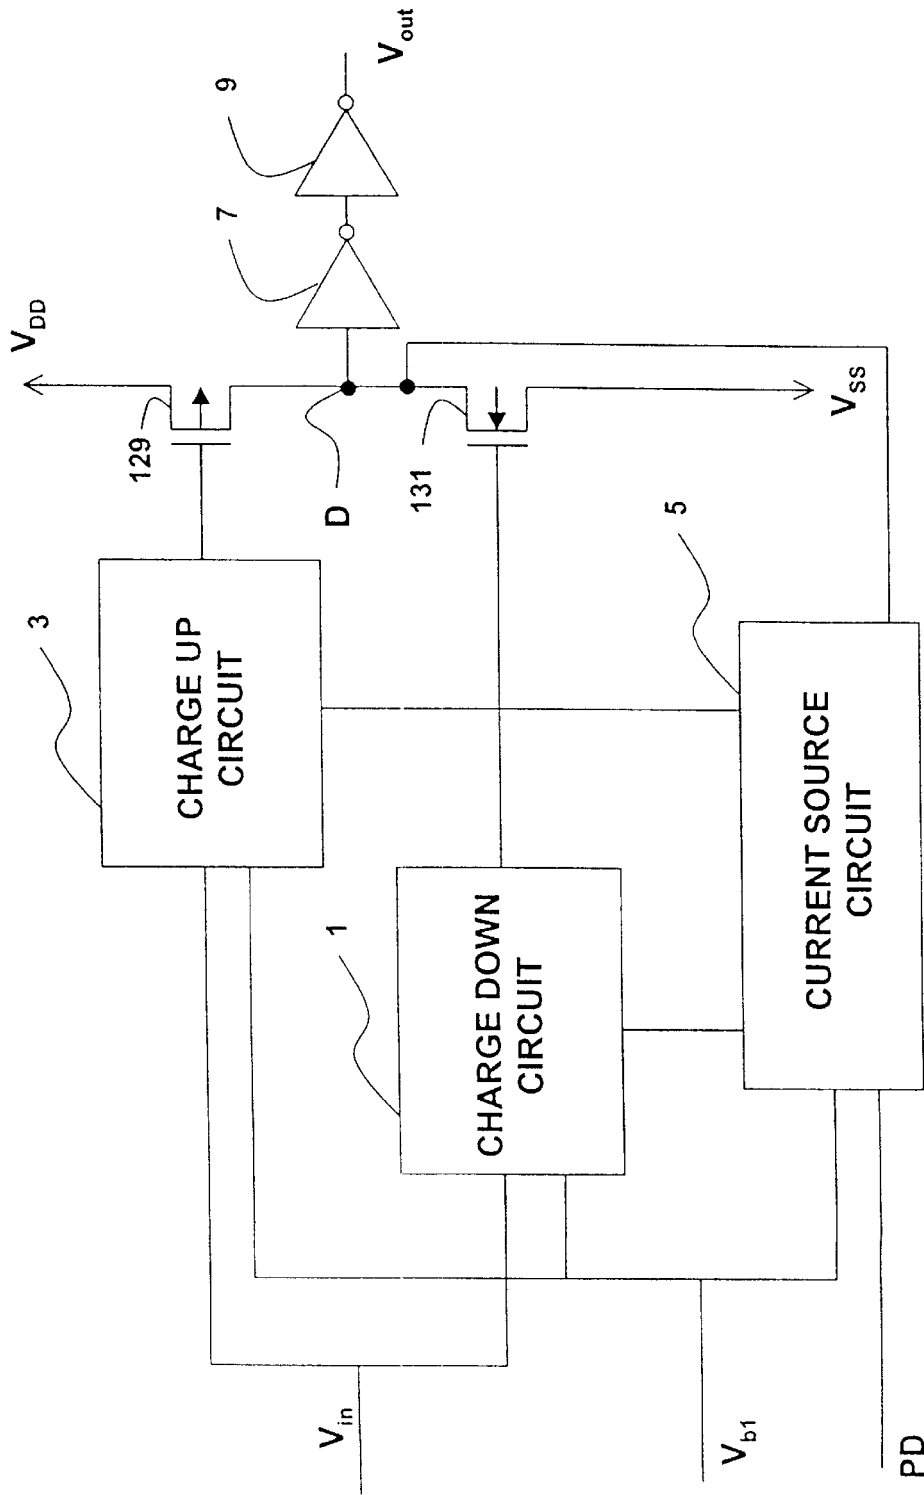 V_DD
V_out
9
7
129
D
131
V_SS
3
CHARGE UP
CIRCUIT
5
1
CHARGE DOWN
CIRCUIT
CURRENT SOURCE
CIRCUIT
V_in
V_b1
PD